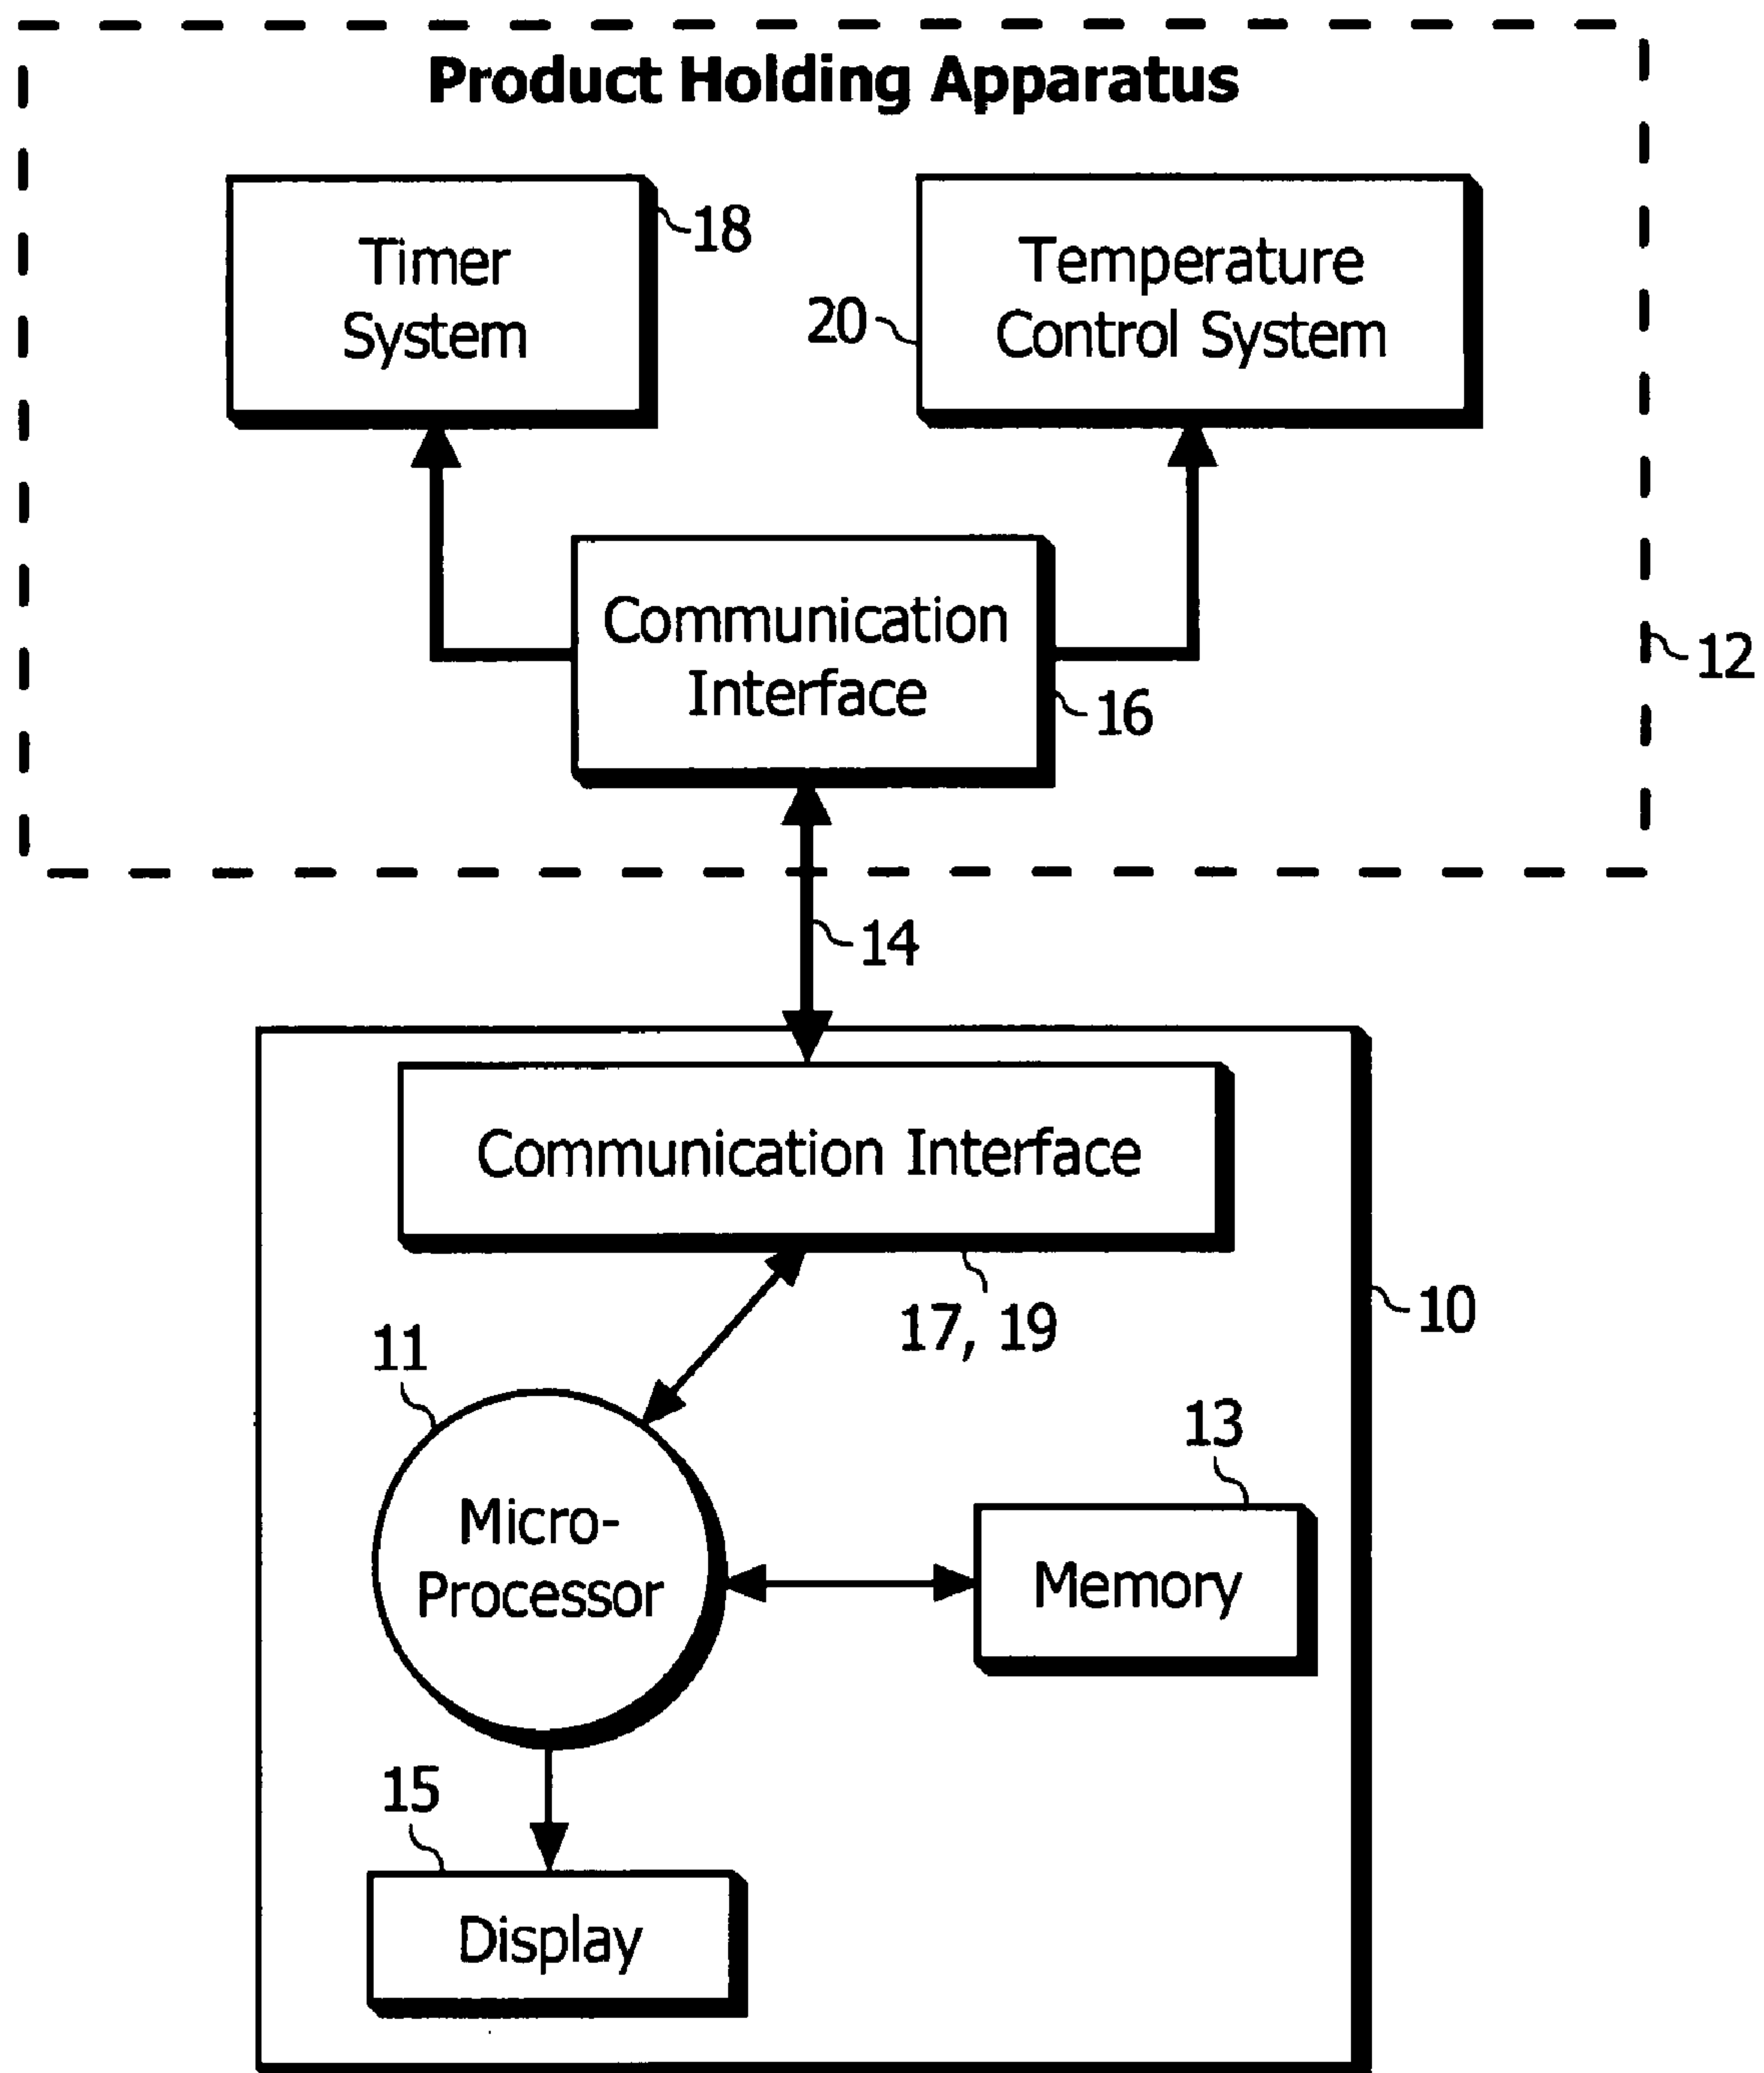 Product Holding Apparatus
18
Timer
System
Temperature
Control System
20
Communication
Interface
12
16
14
Communication Interface
17, 19
10
11
13
Micro-
Processor
Memory
15
Display